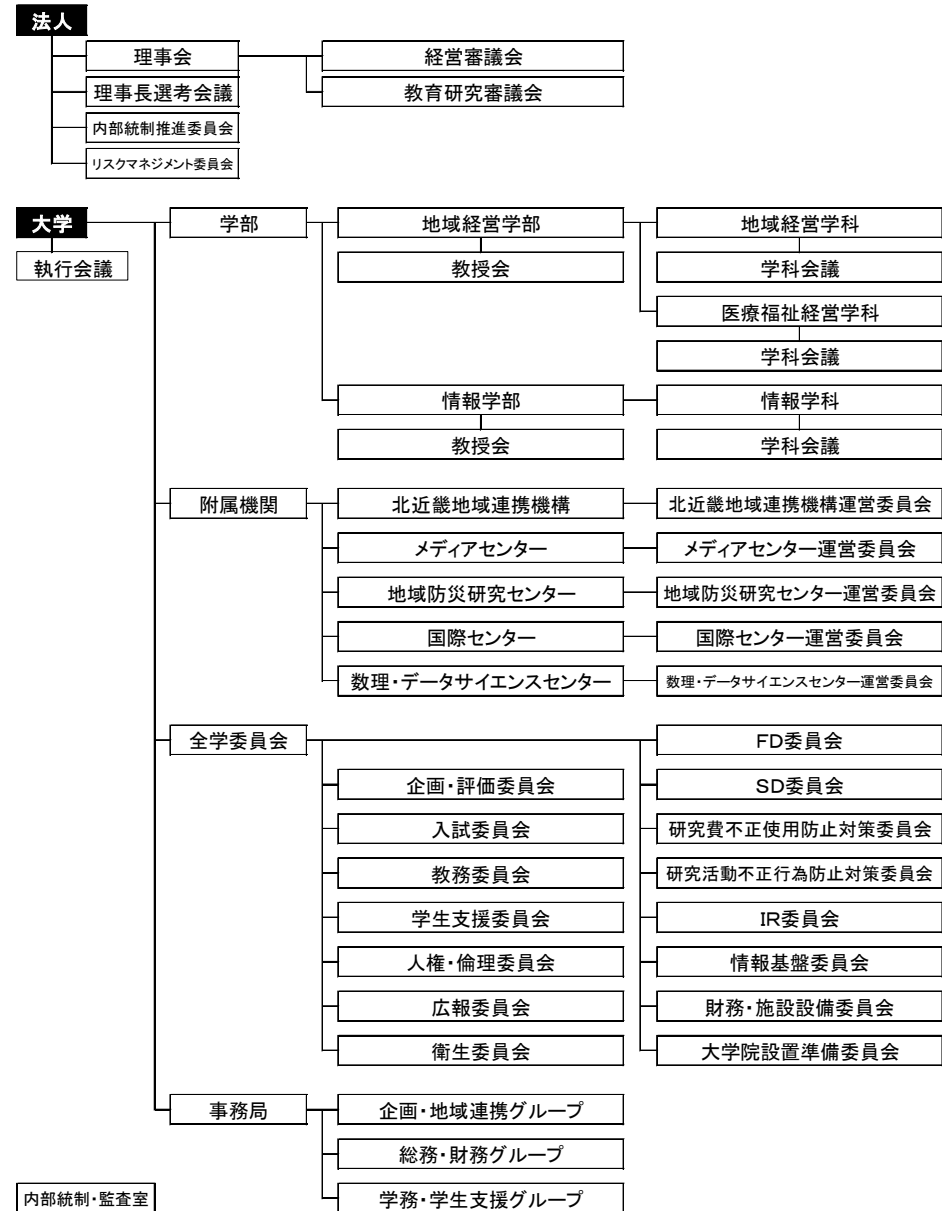 法人
理事会
経営審議会
理事長選考会議
教育研究審議会
内部統制推進委員会
リスクマネジメント委員会
大学
学部
地域経営学部
地域経営学科
執行会議
教授会
学科会議
医療福祉経営学科
学科会議
情報学部
情報学科
教授会
学科会議
附属機関
北近畿地域連携機構
北近畿地域連携機構運営委員会
メディアセンター
メディアセンター運営委員会
地域防災研究センター
地域防災研究センター運営委員会
国際センター
国際センター運営委員会
数理・データサイエンスセンター
数理・データサイエンスセンター運営委員会
全学委員会
FD委員会
企画・評価委員会
SD委員会
入試委員会
研究費不正使用防止対策委員会
教務委員会
研究活動不正行為防止対策委員会
学生支援委員会
IR委員会
人権・倫理委員会
情報基盤委員会
広報委員会
財務・施設設備委員会
衛生委員会
大学院設置準備委員会
事務局
企画・地域連携グループ
総務・財務グループ
内部統制・監査室
学務・学生支援グループ